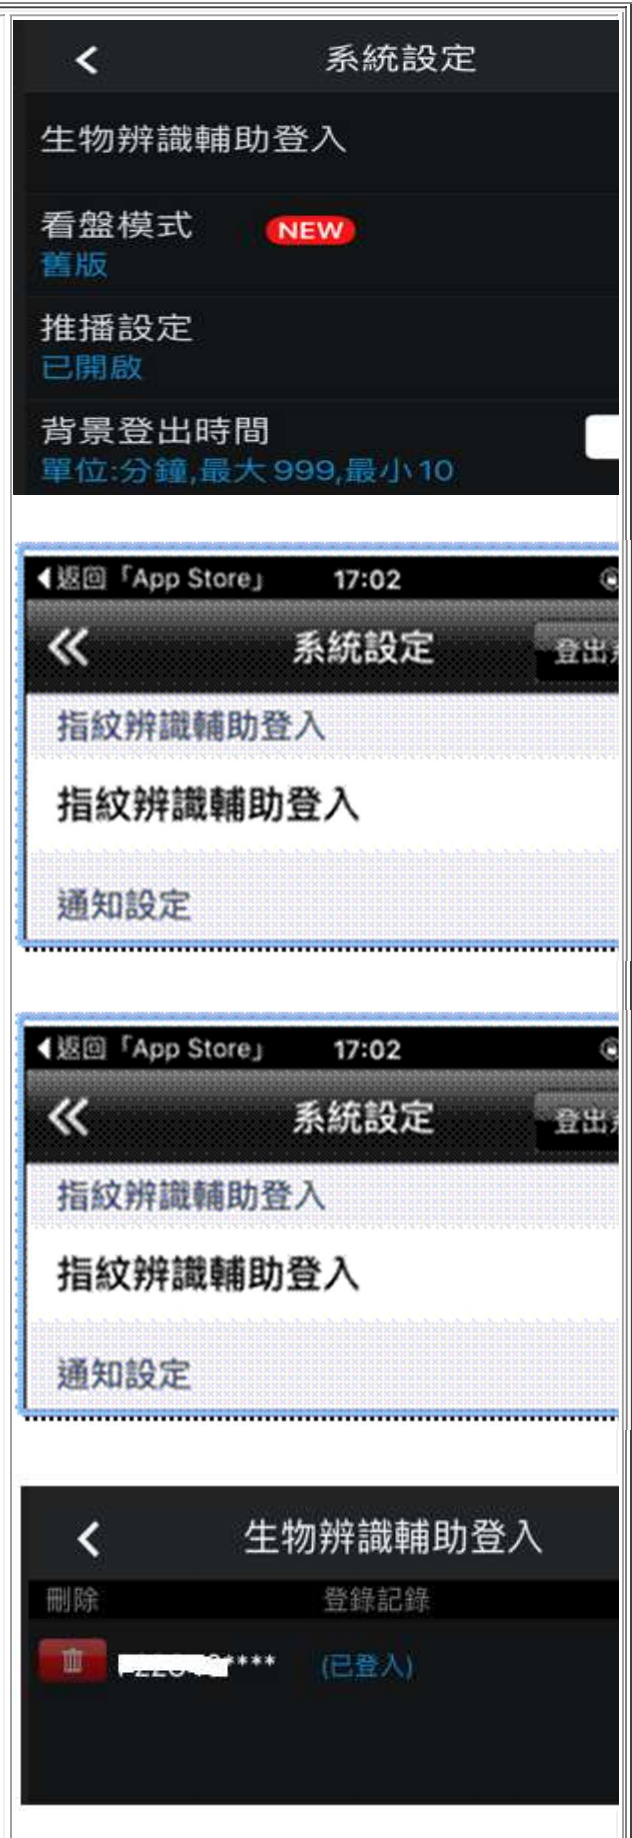 系統設定
生物辨識輔助登入
看盤模式 NEW
舊版
推播設定
已開啟
背景登出時間
單位:分鐘,最大999,最小10
返回「App Store」 17:02
系統設定 登出
指紋辨識輔助登入
指紋辨識輔助登入
通知設定
返回「App Store」 17:02
系統設定 登出
指紋辨識輔助登入
指紋辨識輔助登入
通知設定
生物辨識輔助登入
刪除 登錄記錄
**** (已登入)